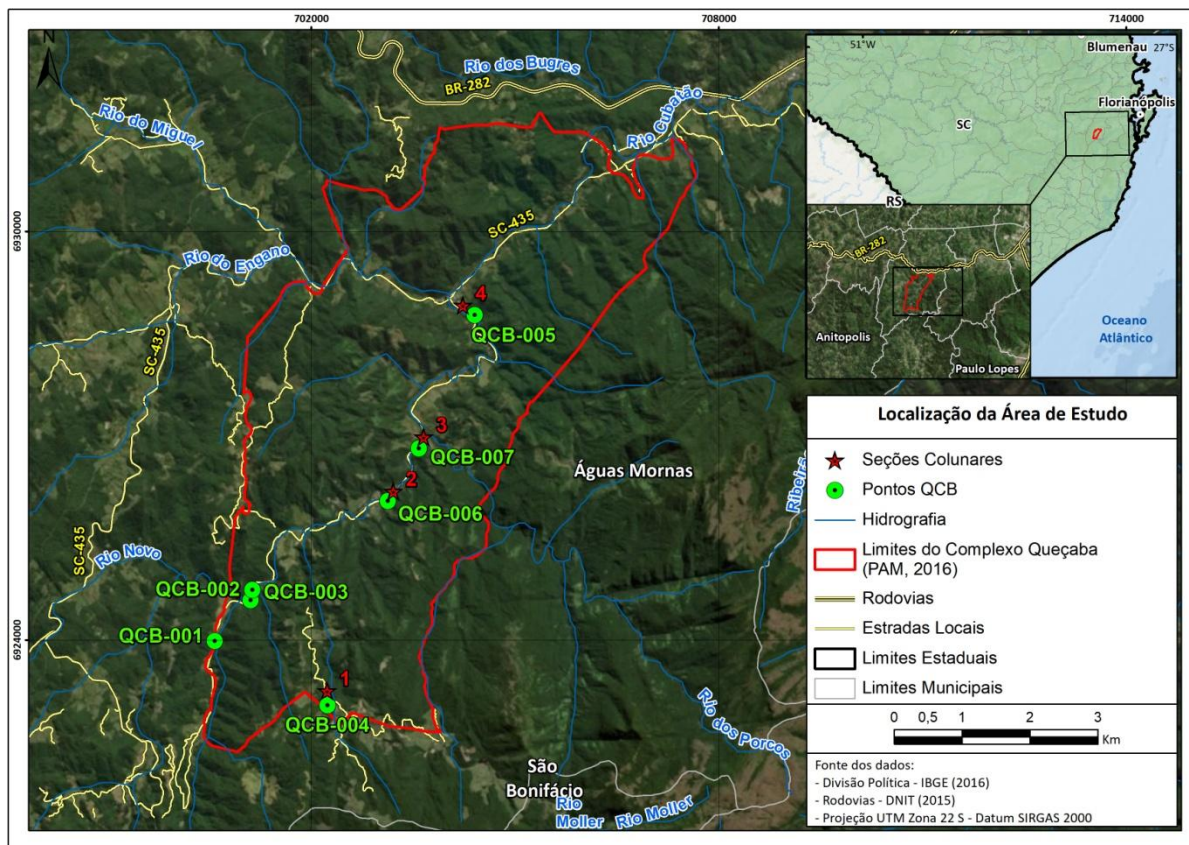 702000
708000
714000
N
Rio dos Bugres
BR-282
Rio Cubatão
Rio do Miguel
6930000
SC-435
Rio do Engano
4
QCB-005
SC-435
3
QCB-007
Águas Mornas
2
QCB-006
Ribeirão
SC-435
Rio Novo
QCB-002
QCB-003
6924000
QCB-001
1
QCB-004
Rio dos Porcos
São
Bonifácio
Rio
Moller
Rio Moller
51°W
Blumenau
27°S
Florianópolis
SC
RS
BR-282
Anitopolis
Paulo Lopes
Oceano
Atlântico
Localização da Área de Estudo
Seções Colunares
Pontos QCB
Hidrografia
Limites do Complexo Queçaba
(PAM, 2016)
Rodovias
Estradas Locais
Limites Estaduais
Limites Municipais
0 0,5 1 2 3
Km
Fonte dos dados:
- Divisão Política - IBGE (2016)
- Rodovias - DNIT (2015)
- Projeção UTM Zona 22 S - Datum SIRGAS 2000